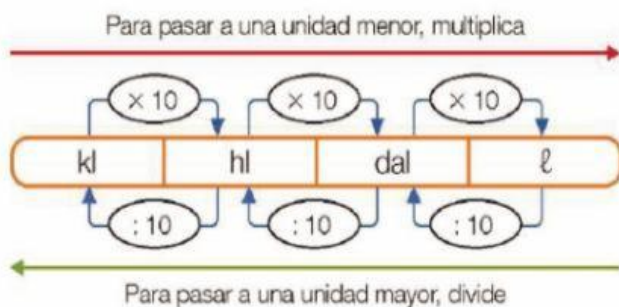 Para pasar a una unidad menor, multiplica
× 10 × 10 × 10
kl hl dal ℓ
: 10 : 10 : 10
Para pasar a una unidad mayor, divide